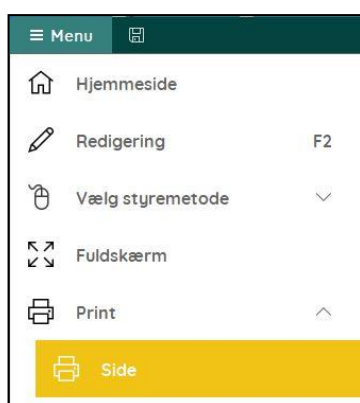 Menu
Hjemmeside
Redigering F2
Vælg styremetode
Fuldskærm
Print
Side